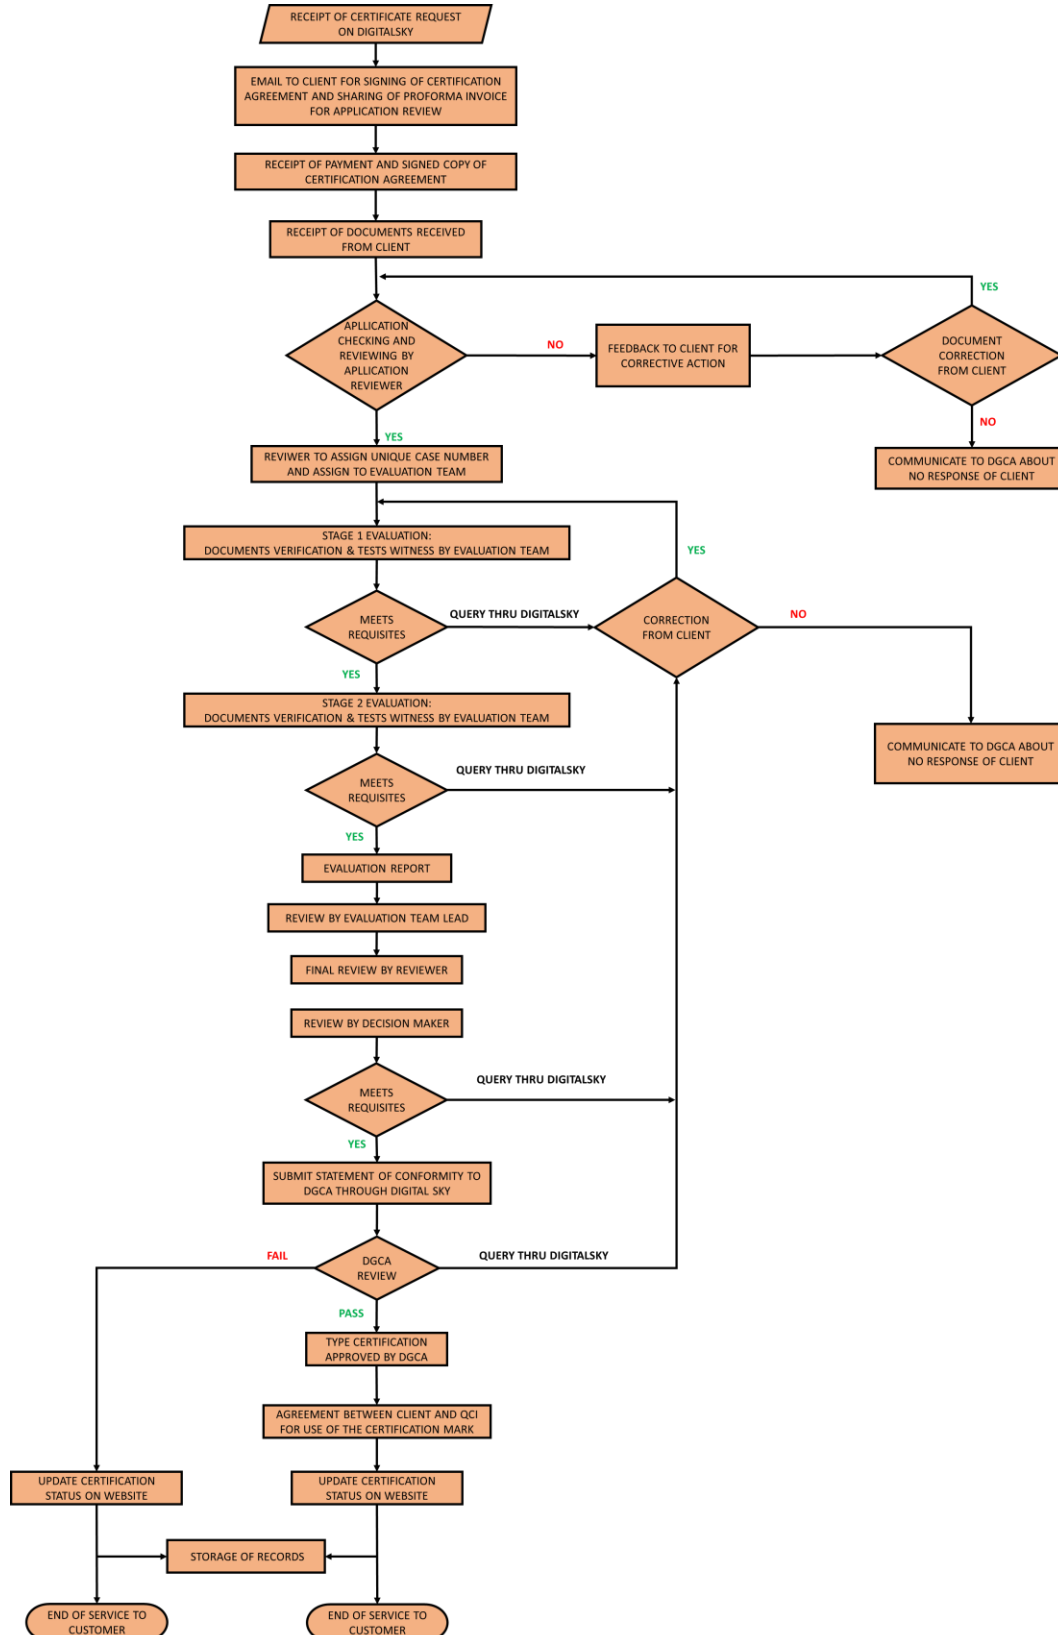 RECEIPT OF CERTIFICATE REQUEST
ON DIGITALSKY
EMAIL TO CLIENT FOR SIGNING OF CERTIFICATION
AGREEMENT AND SHARING OF PROFORMA INVOICE
FOR APPLICATION REVIEW
RECEIPT OF PAYMENT AND SIGNED COPY OF
CERTIFICATION AGREEMENT
RECEIPT OF DOCUMENTS RECEIVED
FROM CLIENT
YES
APLLICATION
CHECKING AND
REVIEWING BY
APLLICATION
REVIEWER
NO
FEEDBACK TO CLIENT FOR
CORRECTIVE ACTION
DOCUMENT
CORRECTION
FROM CLIENT
NO
YES
REVIWER TO ASSIGN UNIQUE CASE NUMBER
AND ASSIGN TO EVALUATION TEAM
COMMUNICATE TO DGCA ABOUT
NO RESPONSE OF CLIENT
STAGE 1 EVALUATION:
DOCUMENTS VERIFICATION & TESTS WITNESS BY EVALUATION TEAM
YES
MEETS
REQUISITES
QUERY THRU DIGITALSKY
CORRECTION
FROM CLIENT
NO
YES
STAGE 2 EVALUATION:
DOCUMENTS VERIFICATION & TESTS WITNESS BY EVALUATION TEAM
COMMUNICATE TO DGCA ABOUT
NO RESPONSE OF CLIENT
MEETS
REQUISITES
QUERY THRU DIGITALSKY
YES
EVALUATION REPORT
REVIEW BY EVALUATION TEAM LEAD
FINAL REVIEW BY REVIEWER
REVIEW BY DECISION MAKER
MEETS
REQUISITES
QUERY THRU DIGITALSKY
YES
SUBMIT STATEMENT OF CONFORMITY TO
DGCA THROUGH DIGITAL SKY
FAIL
DGCA
REVIEW
QUERY THRU DIGITALSKY
PASS
TYPE CERTIFICATION
APPROVED BY DGCA
AGREEMENT BETWEEN CLIENT AND QCI
FOR USE OF THE CERTIFICATION MARK
UPDATE CERTIFICATION
STATUS ON WEBSITE
UPDATE CERTIFICATION
STATUS ON WEBSITE
STORAGE OF RECORDS
END OF SERVICE TO
CUSTOMER
END OF SERVICE TO
CUSTOMER